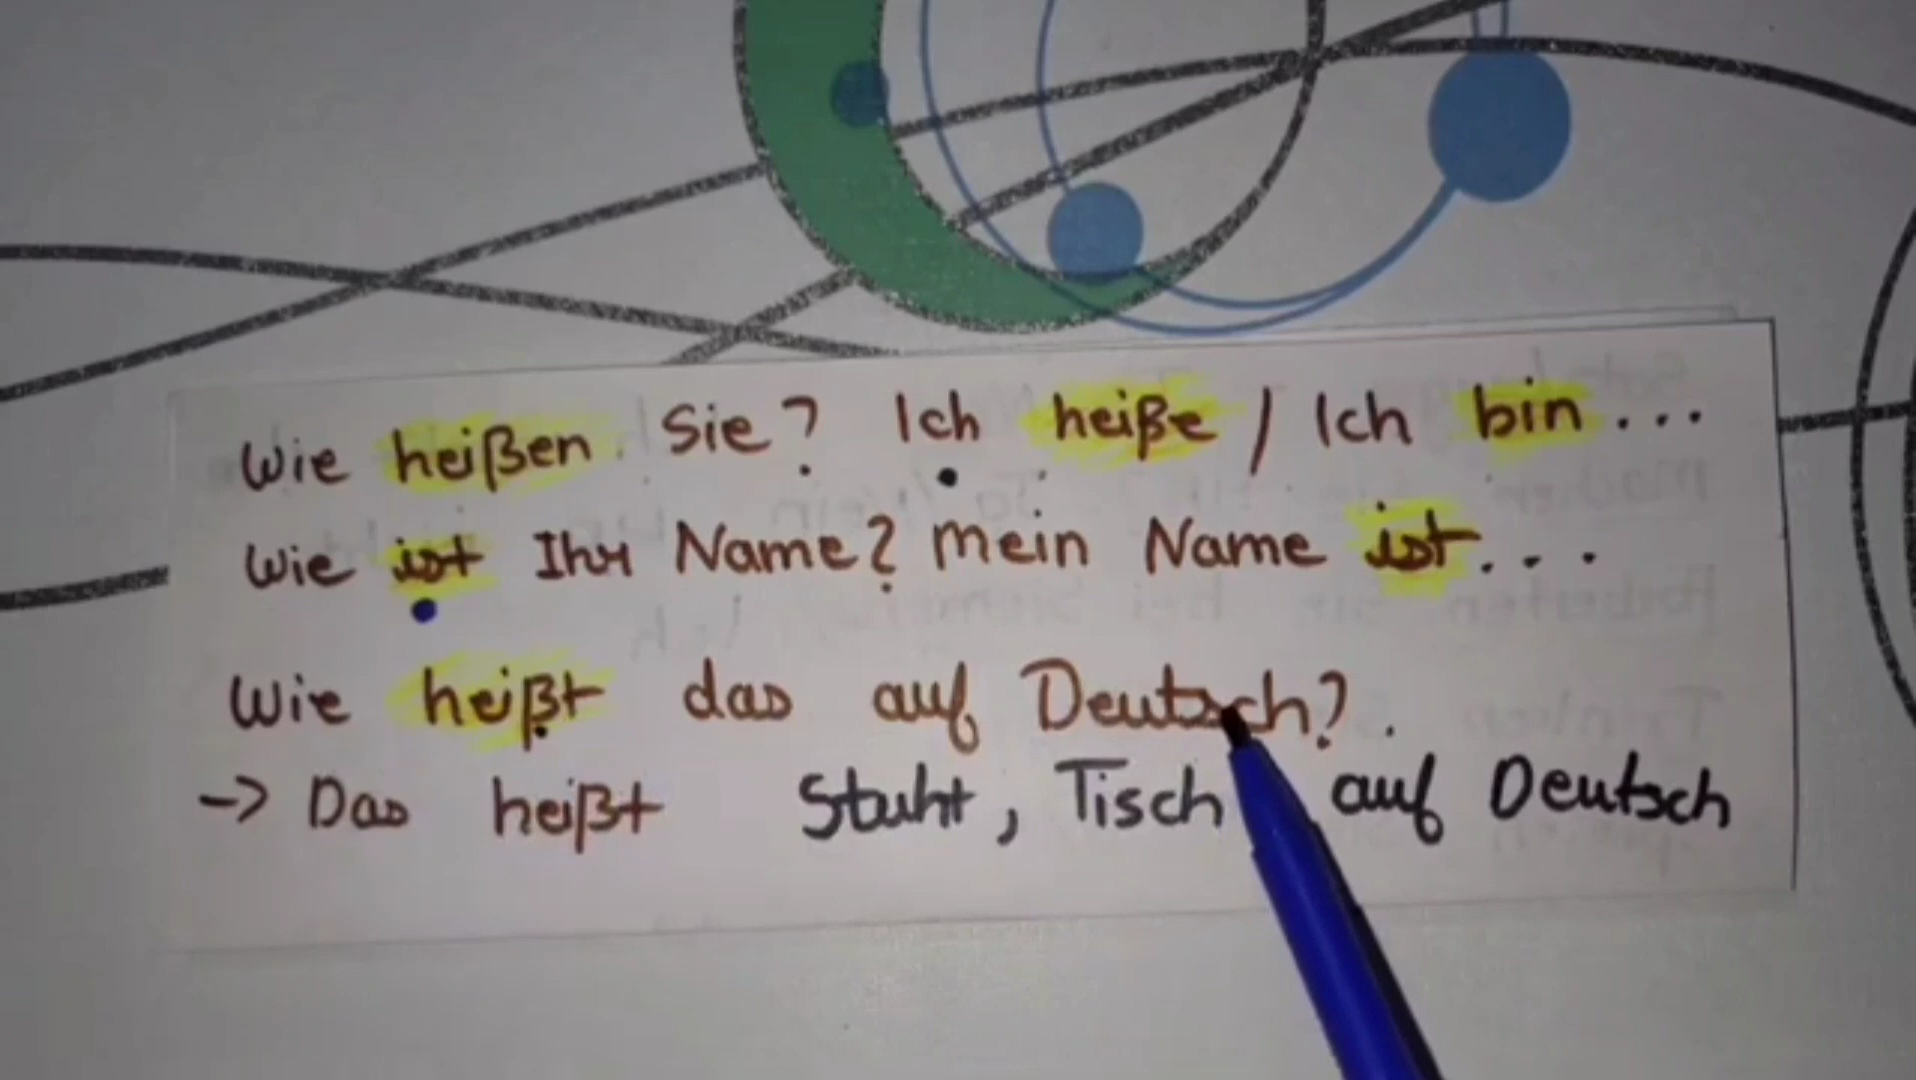 Wie heißen Sie? Ich heiße / Ich bin ...
Wie ist Ihr Name? Mein Name ist...
Wie heißt das auf Deutsch?
-> Das heißt Stuht, Tisch auf Deutsch